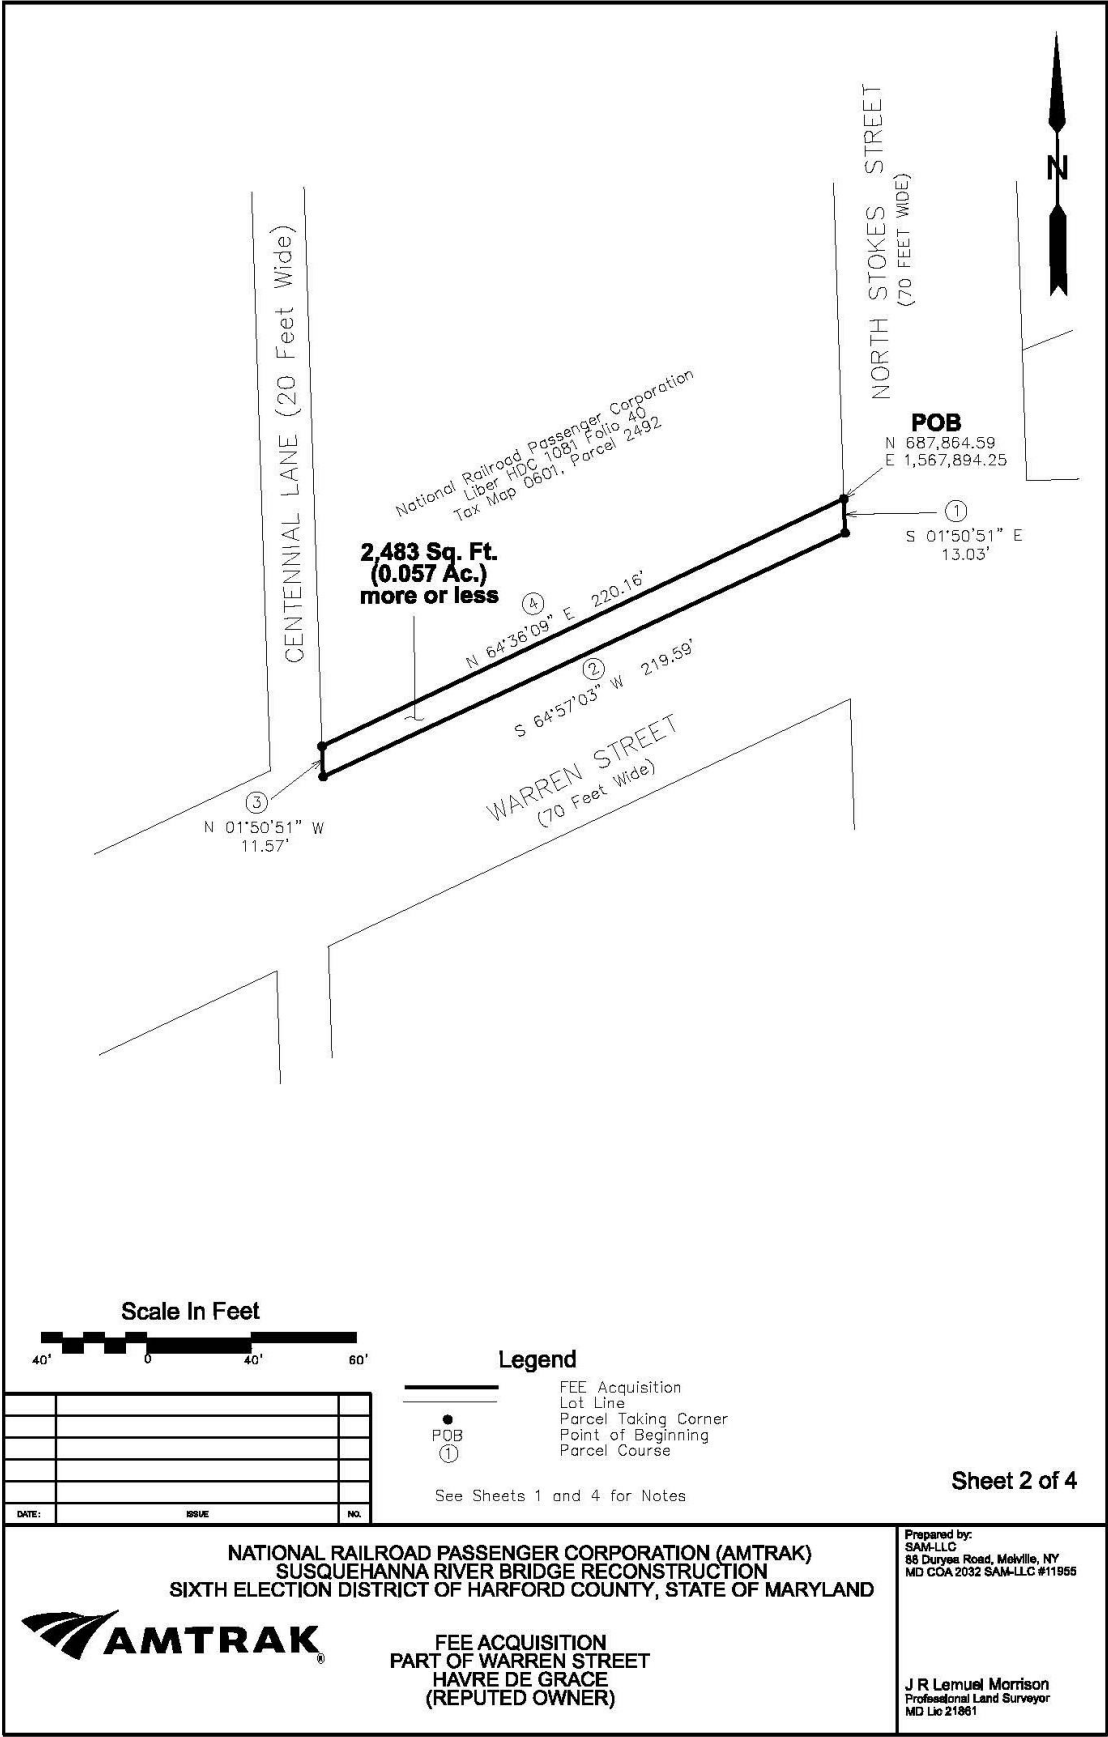 N
NORTH STOKES STREET
(70 FEET WIDE)
CENTENNIAL LANE (20 Feet Wide)
National Railroad Passenger Corporation
Liber HDC 1081 Folio 40
Tax Map 0601, Parcel 2492
POB
N 687,864.59
E 1,567,894.25
1
S 01°50'51" E
13.03'
2,483 Sq. Ft.
(0.057 Ac.)
more or less
4
N 64°36'09" E 220.16'
2
S 64°57'03" W 219.59'
WARREN STREET
(70 Feet Wide)
3
N 01°50'51" W
11.57'
Scale In Feet
40' 0 40' 60'
Legend
FEE Acquisition
Lot Line
Parcel Taking Corner
POB Point of Beginning
1 Parcel Course
See Sheets 1 and 4 for Notes
Sheet 2 of 4
DATE: ISSUE NO.
NATIONAL RAILROAD PASSENGER CORPORATION (AMTRAK)
SUSQUEHANNA RIVER BRIDGE RECONSTRUCTION
SIXTH ELECTION DISTRICT OF HARFORD COUNTY, STATE OF MARYLAND
AMTRAK®
FEE ACQUISITION
PART OF WARREN STREET
HAVRE DE GRACE
(REPUTED OWNER)
Prepared by:
SAM-LLC
Duryea Road, Melville, NY
MD COA 2032 SAM-LLC #11955
J R Lemuel Morrison
Professional Land Surveyor
MD Lic 21861